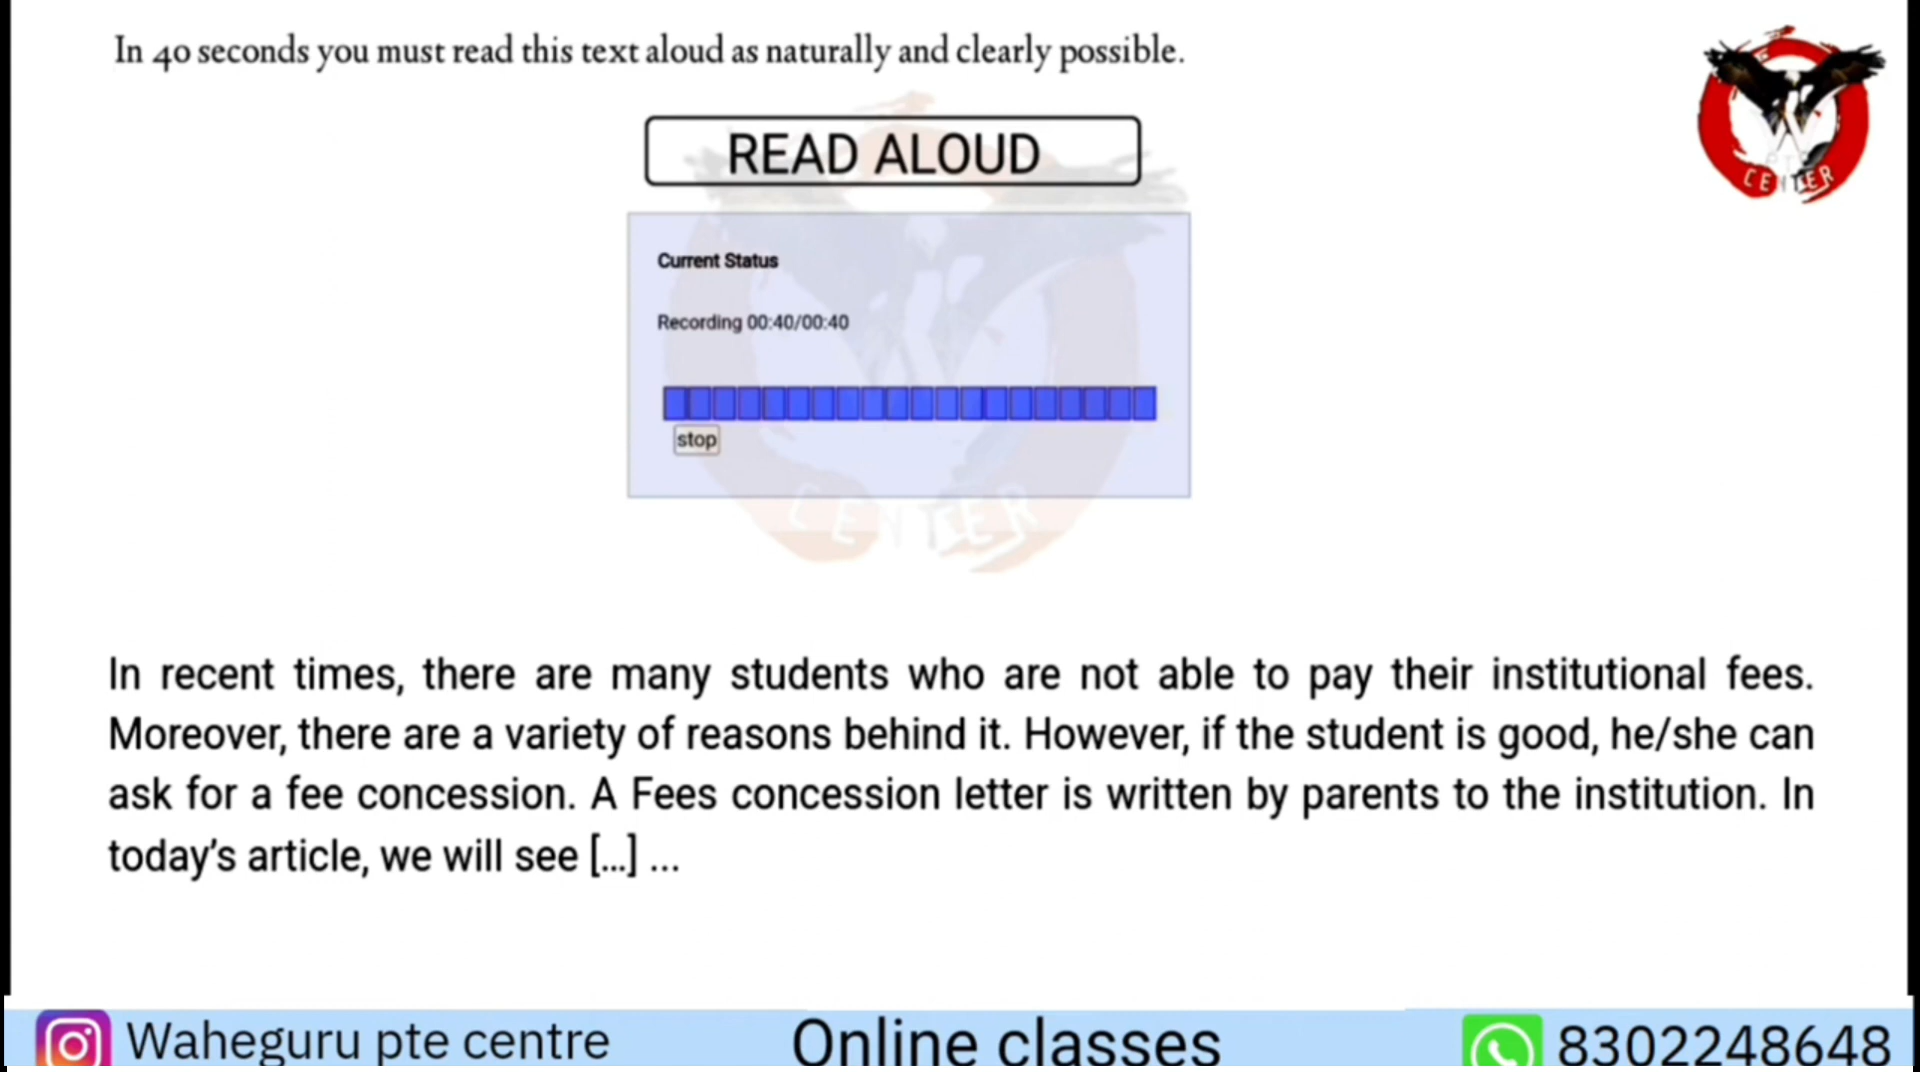 In 40 seconds you must read this text aloud as naturally and clearly possible.
READ ALOUD
PTE
CENTER
Current Status
Recording 00:40/00:40
stop
CENTER
In recent times, there are many students who are not able to pay their institutional fees.
Moreover, there are a variety of reasons behind it. However, if the student is good, he/she can
ask for a fee concession. A Fees concession letter is written by parents to the institution. In
today’s article, we will see [...] ...
Waheguru pte centre
Online classes
8302248648